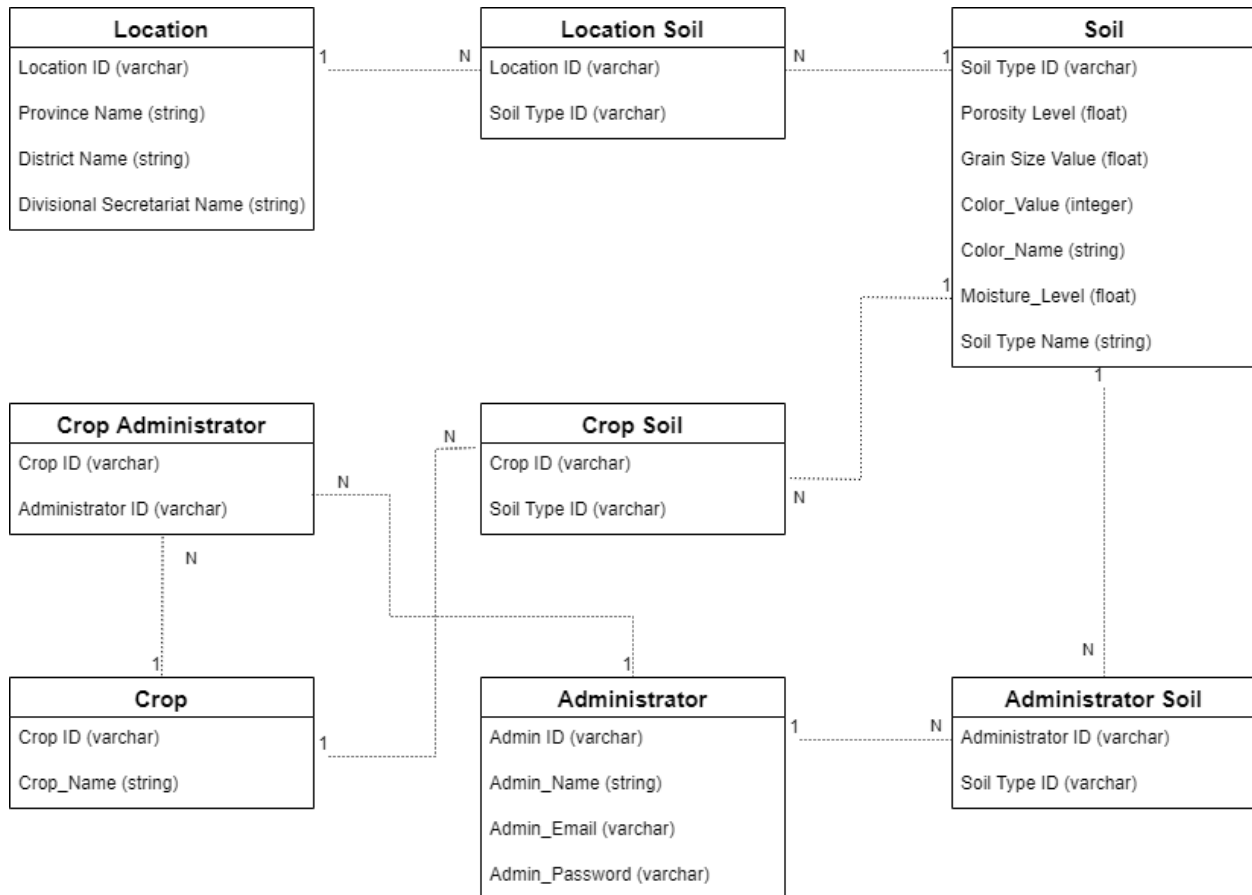 Location
Location ID (varchar)
Province Name (string)
District Name (string)
Divisional Secretariat Name (string)
1
N
Location Soil
Location ID (varchar)
Soil Type ID (varchar)
N
1
Soil
Soil Type ID (varchar)
Porosity Level (float)
Grain Size Value (float)
Color_Value (integer)
Color_Name (string)
Moisture_Level (float)
Soil Type Name (string)
1
1
Crop Administrator
Crop ID (varchar)
Administrator ID (varchar)
N
N
Crop Soil
Crop ID (varchar)
Soil Type ID (varchar)
N
N
1
Crop
Crop ID (varchar)
Crop_Name (string)
1
1
Administrator
Admin ID (varchar)
Admin_Name (string)
Admin_Email (varchar)
Admin_Password (varchar)
1
N
N
Administrator Soil
Administrator ID (varchar)
Soil Type ID (varchar)